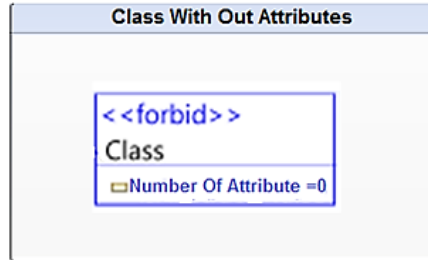 Class With Out Attributes
<<forbid>>
Class
Number Of Attribute =0